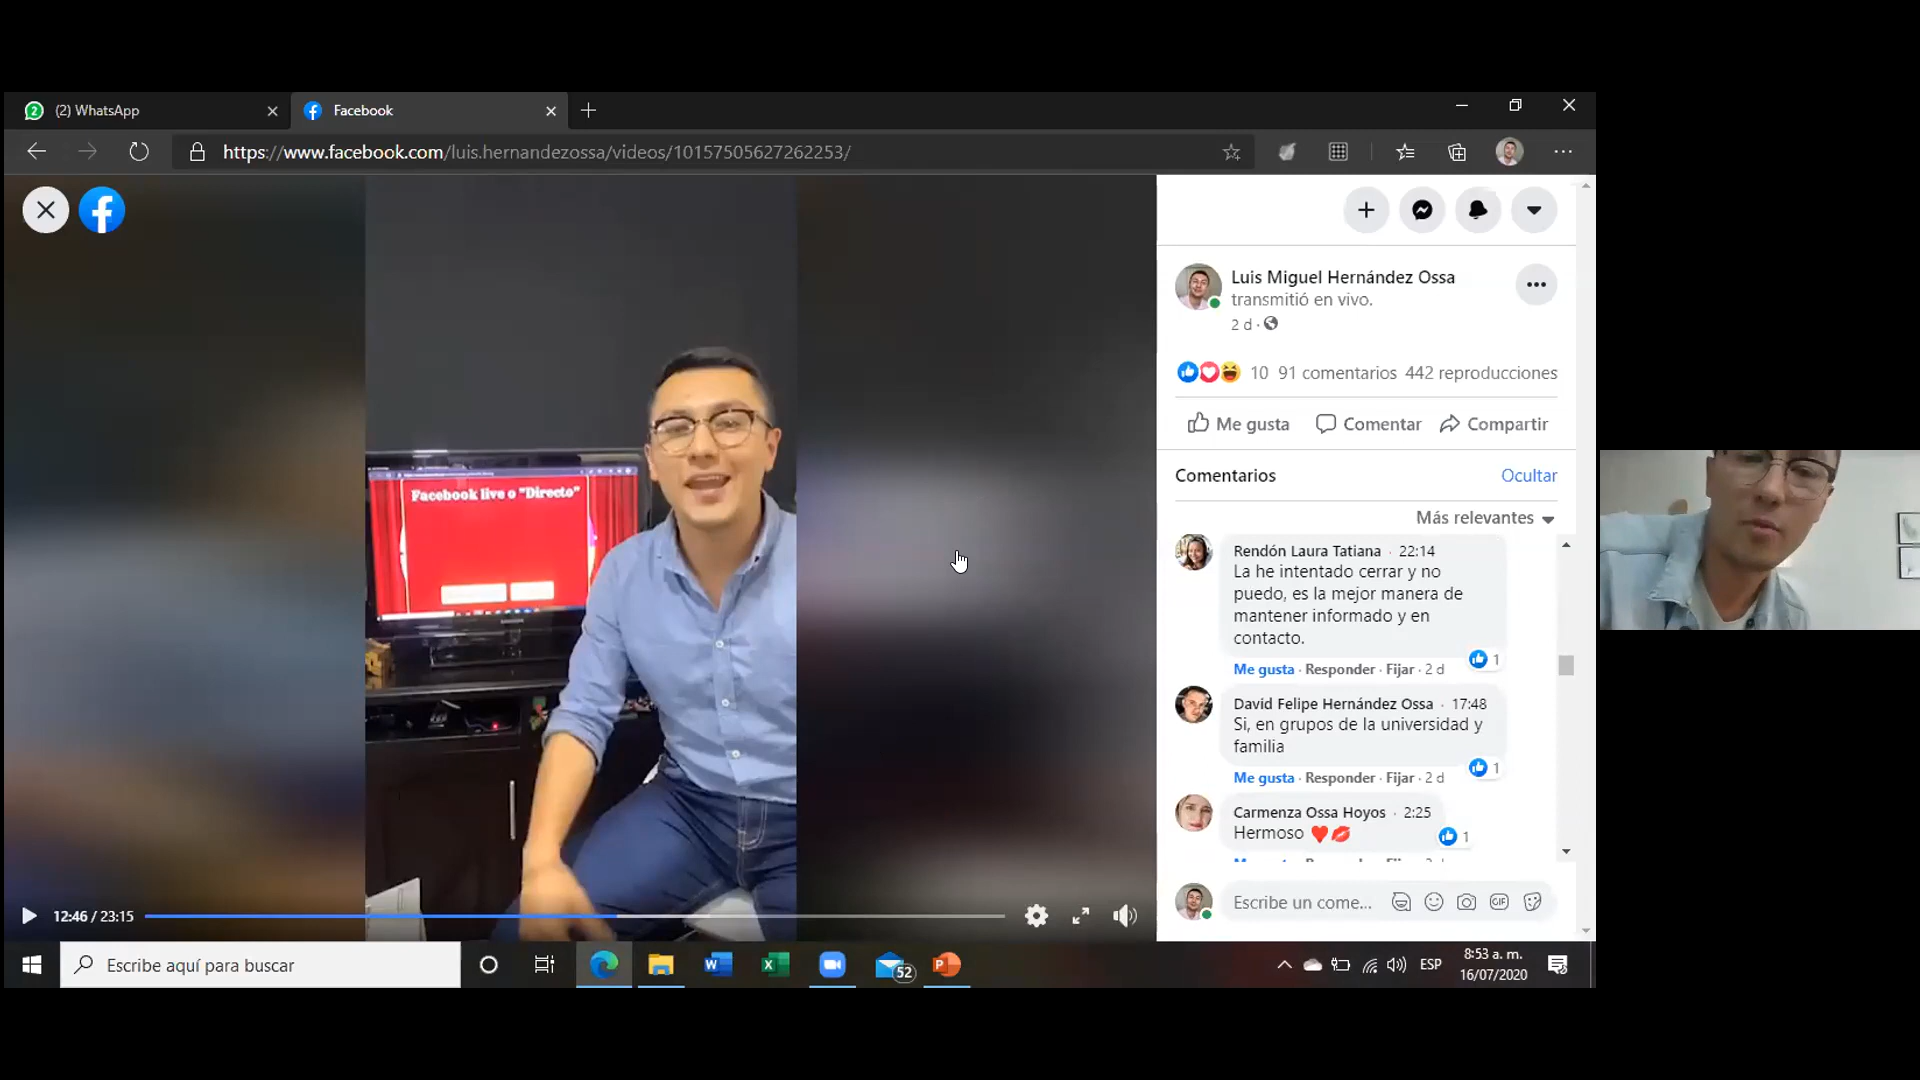 (2) WhatsApp
Facebook
https://www.facebook.com/luis.hernandezossa/videos/10157505627262253/
Luis Miguel Hernández Ossa
transmitió en vivo.
2 d ·
10 91 comentarios 442 reproducciones
Me gusta Comentar Compartir
Comentarios Ocultar
Más relevantes
Rendón Laura Tatiana · 22:14
La he intentado cerrar y no
puedo, es la mejor manera de
mantener informado y en
contacto.
1
Me gusta · Responder · Fijar · 2 d
David Felipe Hernández Ossa · 17:48
Si, en grupos de la universidad y
familia
1
Me gusta · Responder · Fijar · 2 d
Carmenza Ossa Hoyos · 2:25
Hermoso ❤️💋
1
Escribe un come...
GIF
Facebook live o "Directo"
12:46 / 23:15
Escribe aquí para buscar
52
ESP
8:53 a. m.
16/07/2020